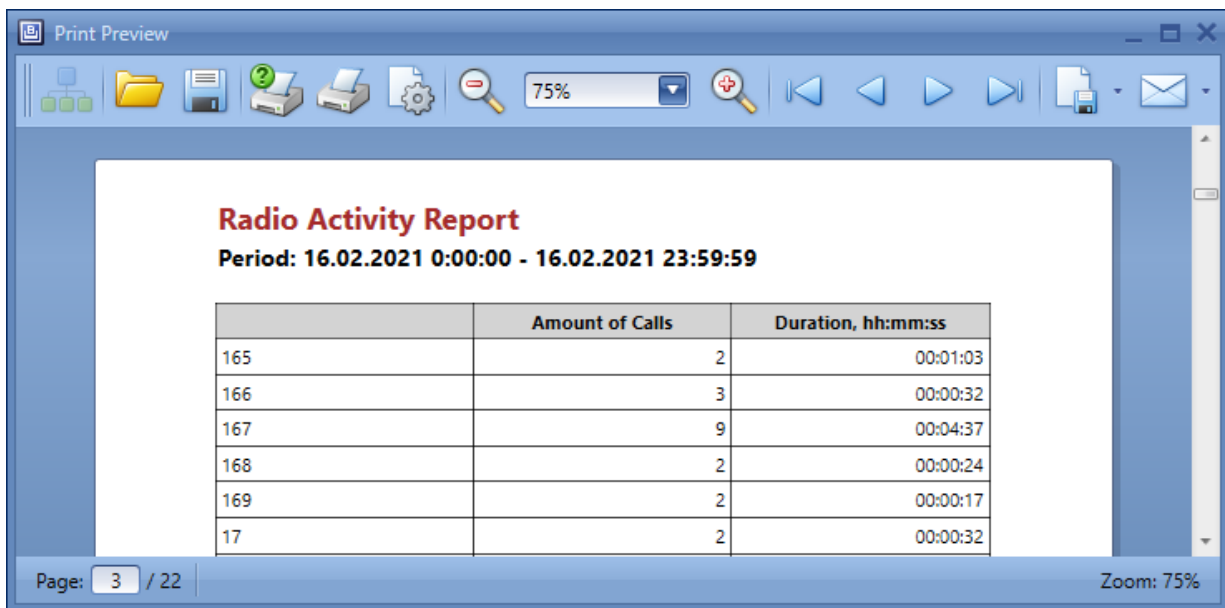 Print Preview
75%
Radio Activity Report
Period: 16.02.2021 0:00:00 - 16.02.2021 23:59:59
Amount of Calls Duration, hh:mm:ss
165 2 00:01:03
166 3 00:00:32
167 9 00:04:37
168 2 00:00:24
169 2 00:00:17
17 2 00:00:32
Page: 3 / 22 Zoom: 75%